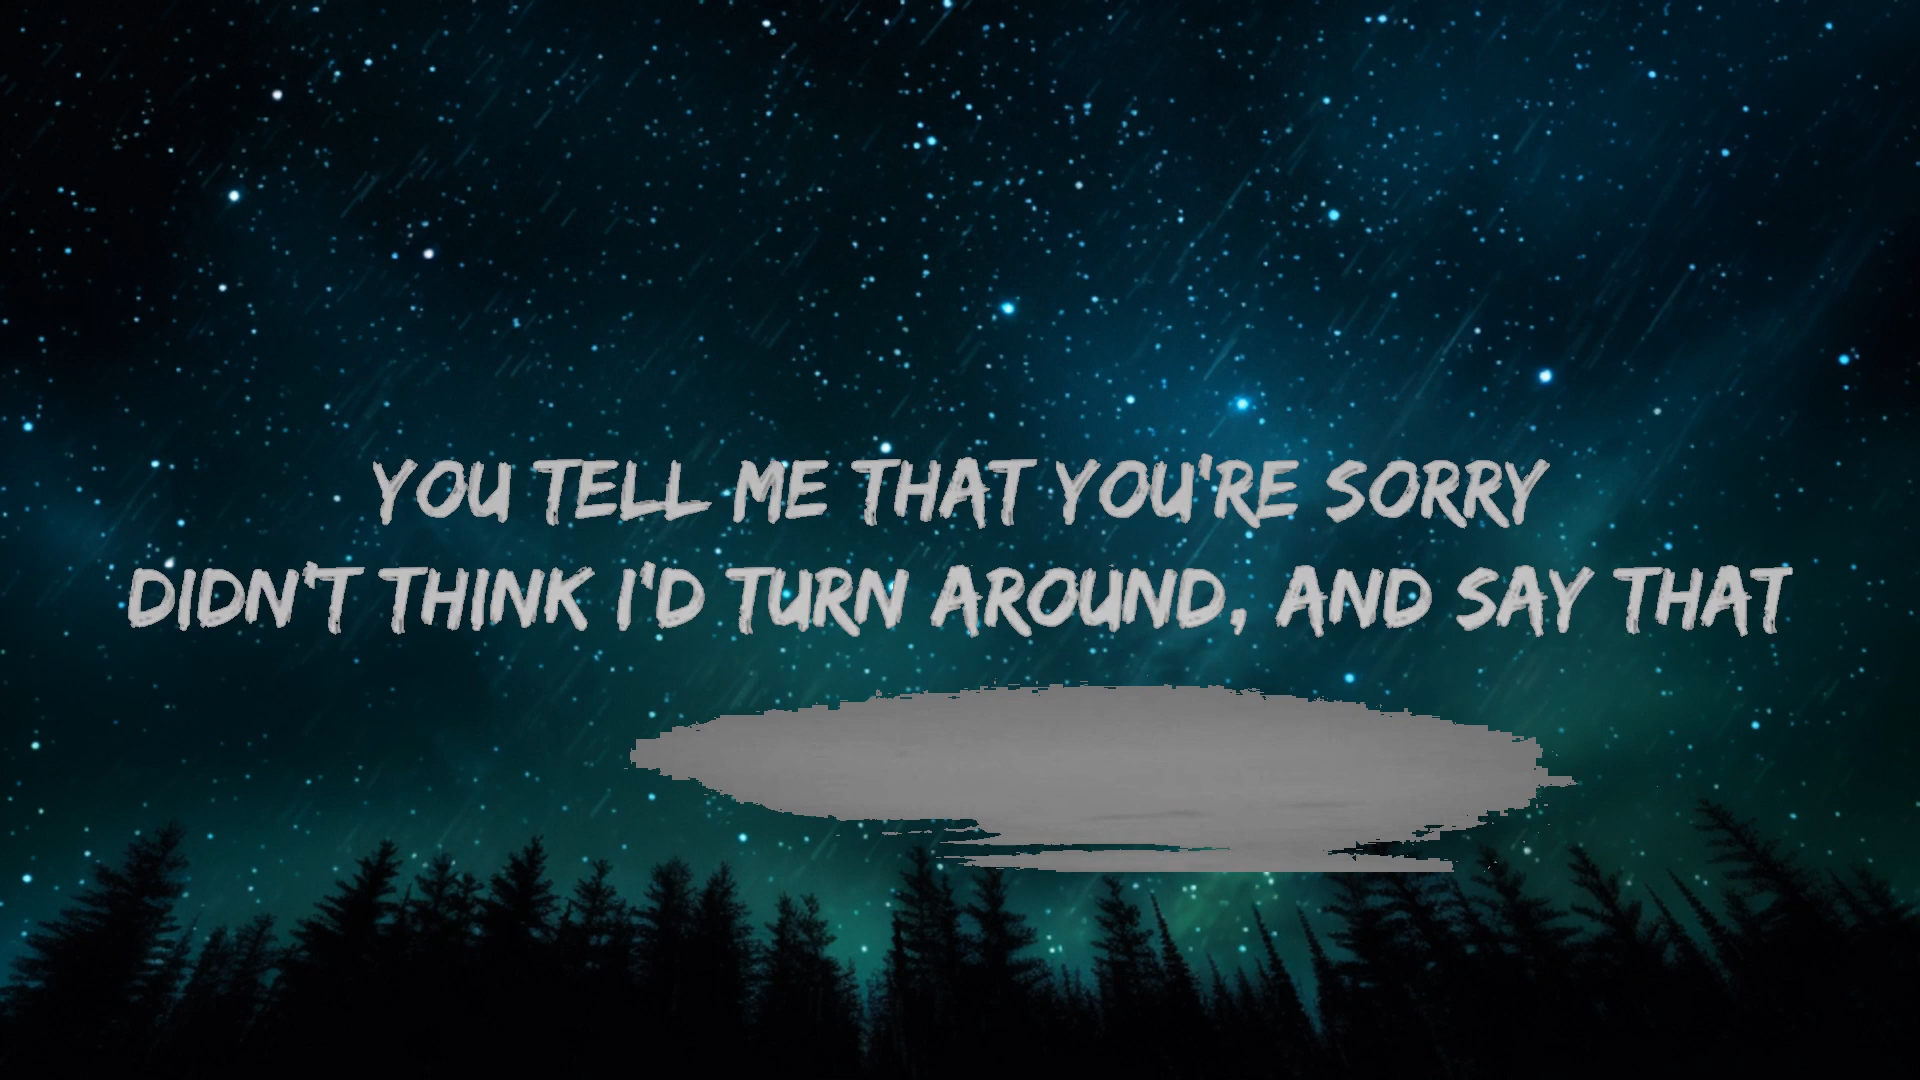 YOU TELL ME THAT YOU'RE SORRY
DIDN'T THINK I'D TURN AROUND, AND SAY THAT